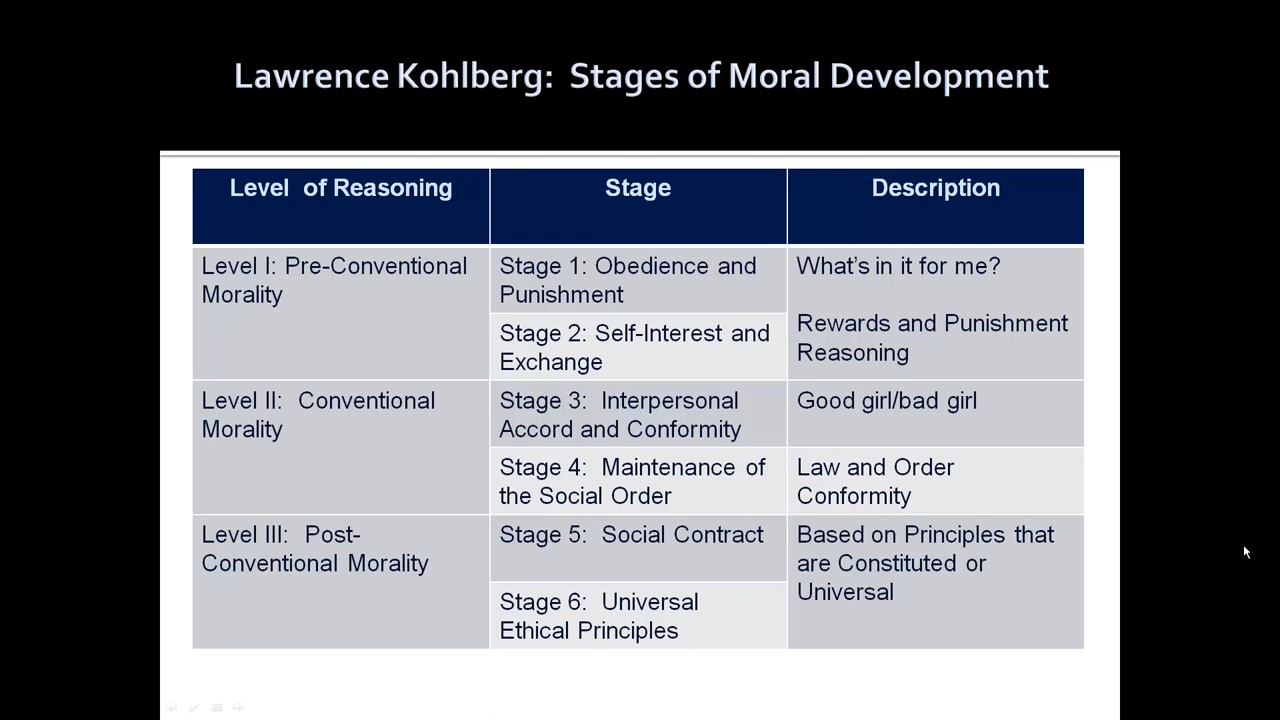 Lawrence Kohlberg:  Stages of Moral Development
Level  of Reasoning
Stage
Description
Level I: Pre-Conventional
Morality
Stage 1: Obedience and
Punishment
Stage 2: Self-Interest and
Exchange
What's in it for me?
Rewards and Punishment
Reasoning
Level II:  Conventional
Morality
Stage 3:  Interpersonal
Accord and Conformity
Good girl/bad girl
Stage 4:  Maintenance of
the Social Order
Law and Order
Conformity
Level III:  Post-
Conventional Morality
Stage 5:  Social Contract
Based on Principles that
are Constituted or
Universal
Stage 6:  Universal
Ethical Principles